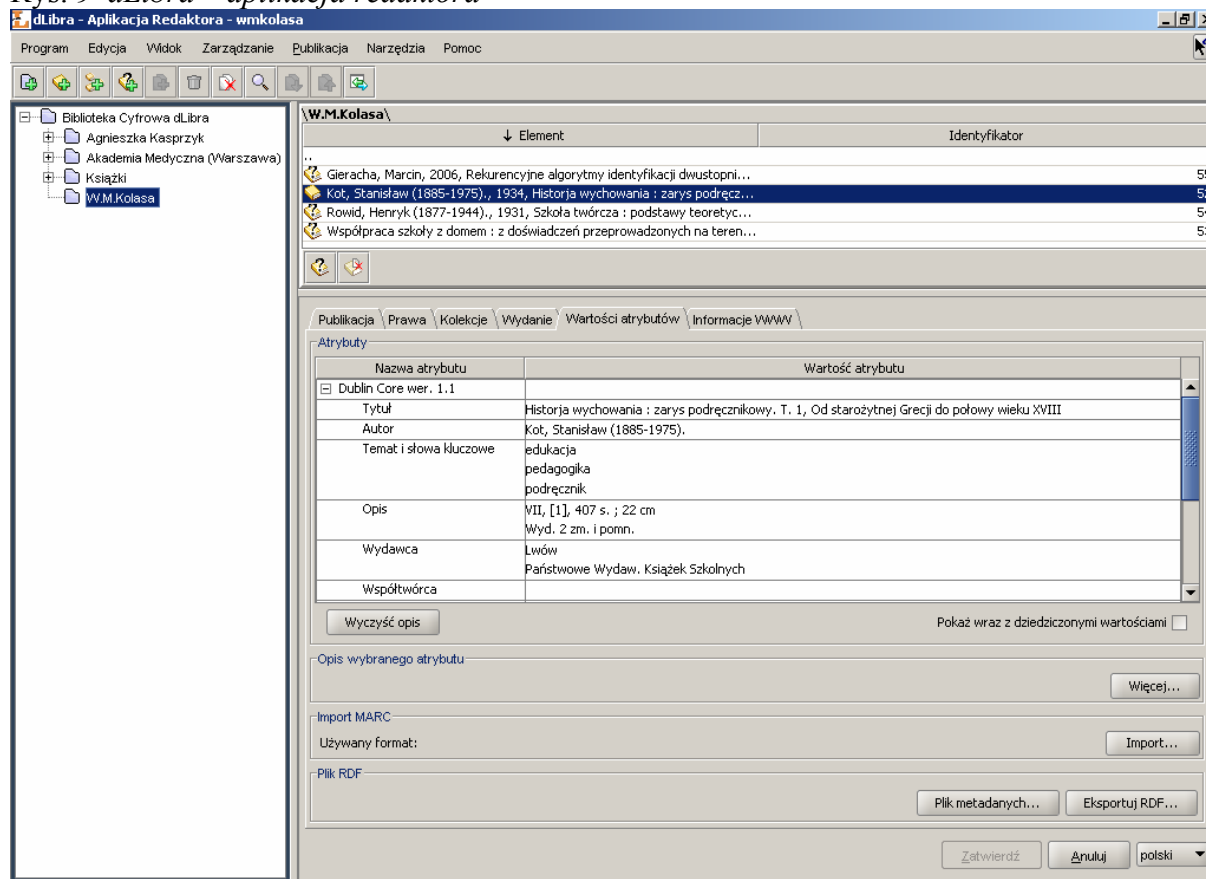 Rys. 9 dLibra – aplikacja redaktora
dLibra - Aplikacja Redaktora - wmkolasa
Program Edycja Widok Zarządzanie Publikacja Narzędzia Pomoc
Biblioteka Cyfrowa dLibra
Agnieszka Kasprzyk
Akademia Medyczna (Warszawa)
Książki
W.M.Kolasa
\W.M.Kolasa\
↓ Element Identyfikator
..
Gieracha, Marcin, 2006, Rekurencyjne algorytmy identyfikacji dwustopni...
Kot, Stanisław (1885-1975)., 1934, Historja wychowania : zarys podręcz...
Rowid, Henryk (1877-1944)., 1931, Szkoła twórcza : podstawy teoretyc...
Współpraca szkoły z domem : z doświadczeń przeprowadzonych na teren...
Publikacja Prawa Kolekcje Wydanie Wartości atrybutów Informacje WWW
Atrybuty
Nazwa atrybutu Wartość atrybutu
Dublin Core wer. 1.1
Tytuł Historja wychowania : zarys podręcznikowy. T. 1, Od starożytnej Grecji do połowy wieku XVIII
Autor Kot, Stanisław (1885-1975).
Temat i słowa kluczowe edukacja
pedagogika
podręcznik
Opis VII, [1], 407 s. ; 22 cm
Wyd. 2 zm. i pomn.
Wydawca Lwów
Państwowe Wydaw. Książek Szkolnych
Współtwórca
Wyczyść opis Pokaż wraz z dziedziczonymi wartościami
Opis wybranego atrybutu
Więcej...
Import MARC
Używany format: Import...
Plik RDF
Plik metadanych... Eksportuj RDF...
Zatwierdź Anuluj polski